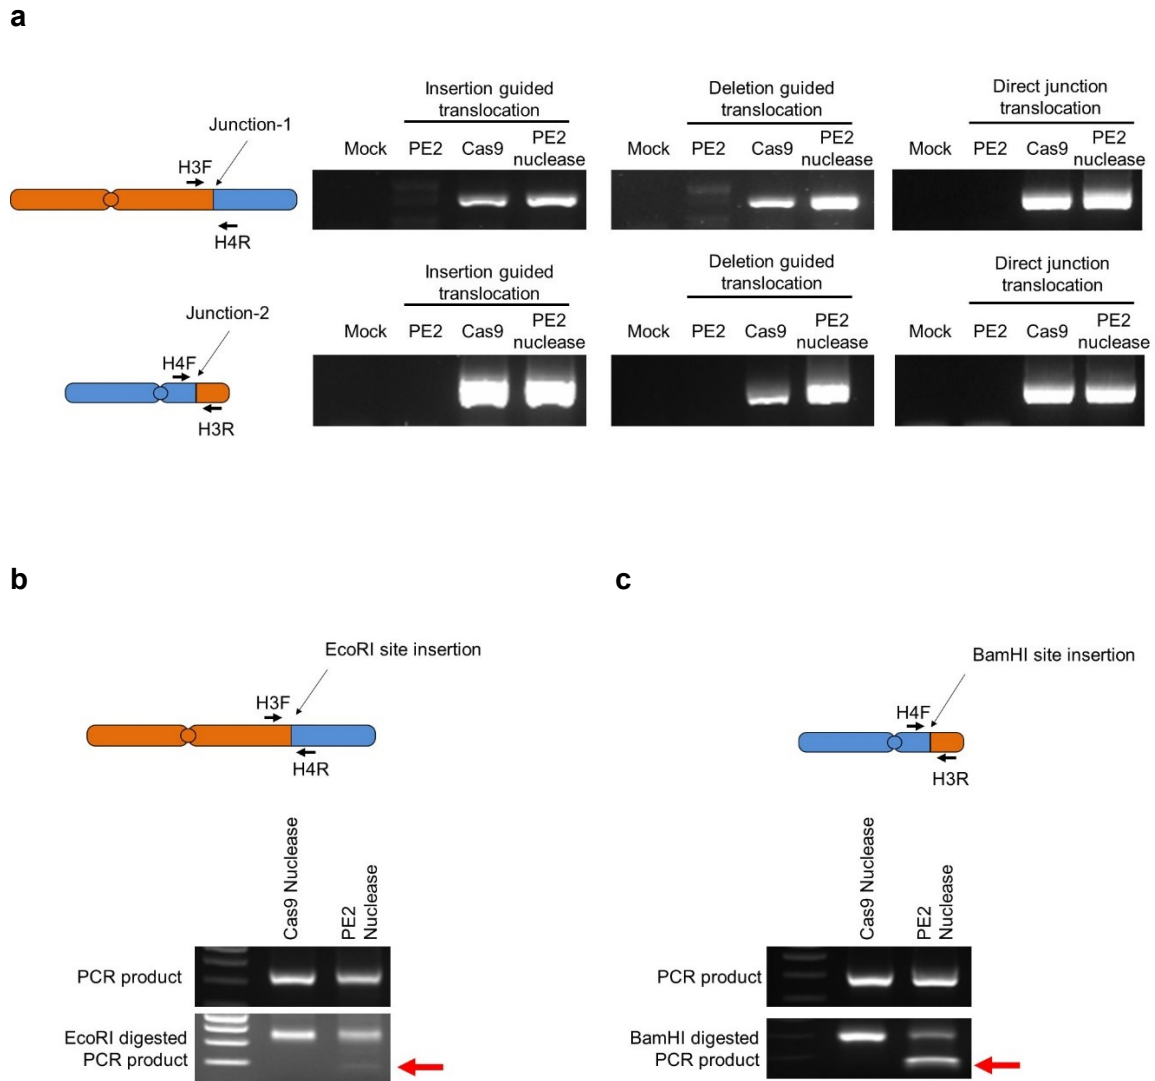 a
Junction-1
H3F
H4R
Insertion guided
translocation
Mock PE2 Cas9 PE2
nuclease
Deletion guided
translocation
Mock PE2 Cas9 PE2
nuclease
Direct junction
translocation
Mock PE2 Cas9 PE2
nuclease
Junction-2
H4F
H3R
Insertion guided
translocation
Mock PE2 Cas9 PE2
nuclease
Deletion guided
translocation
Mock PE2 Cas9 PE2
nuclease
Direct junction
translocation
Mock PE2 Cas9 PE2
nuclease
b
EcoRI site insertion
H3F
H4R
Cas9 Nuclease
PE2
Nuclease
PCR product
EcoRI digested
PCR product
c
BamHI site insertion
H4F
H3R
Cas9 Nuclease
PE2
Nuclease
PCR product
BamHI digested
PCR product